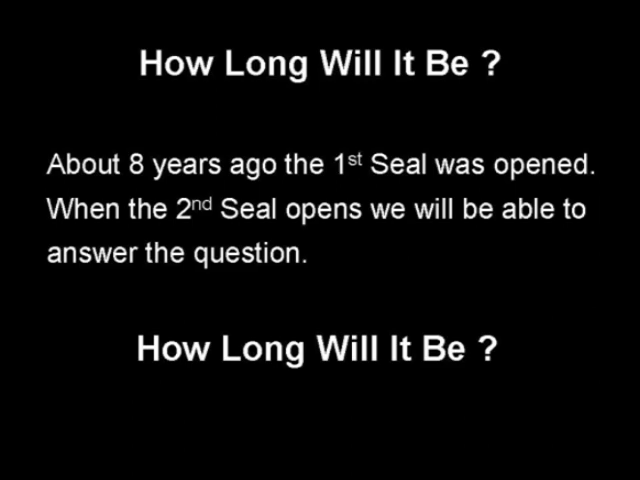 How Long Will It Be ?
About 8 years ago the 1st Seal was opened.
When the 2nd Seal opens we will be able to
answer the question.
How Long Will It Be ?